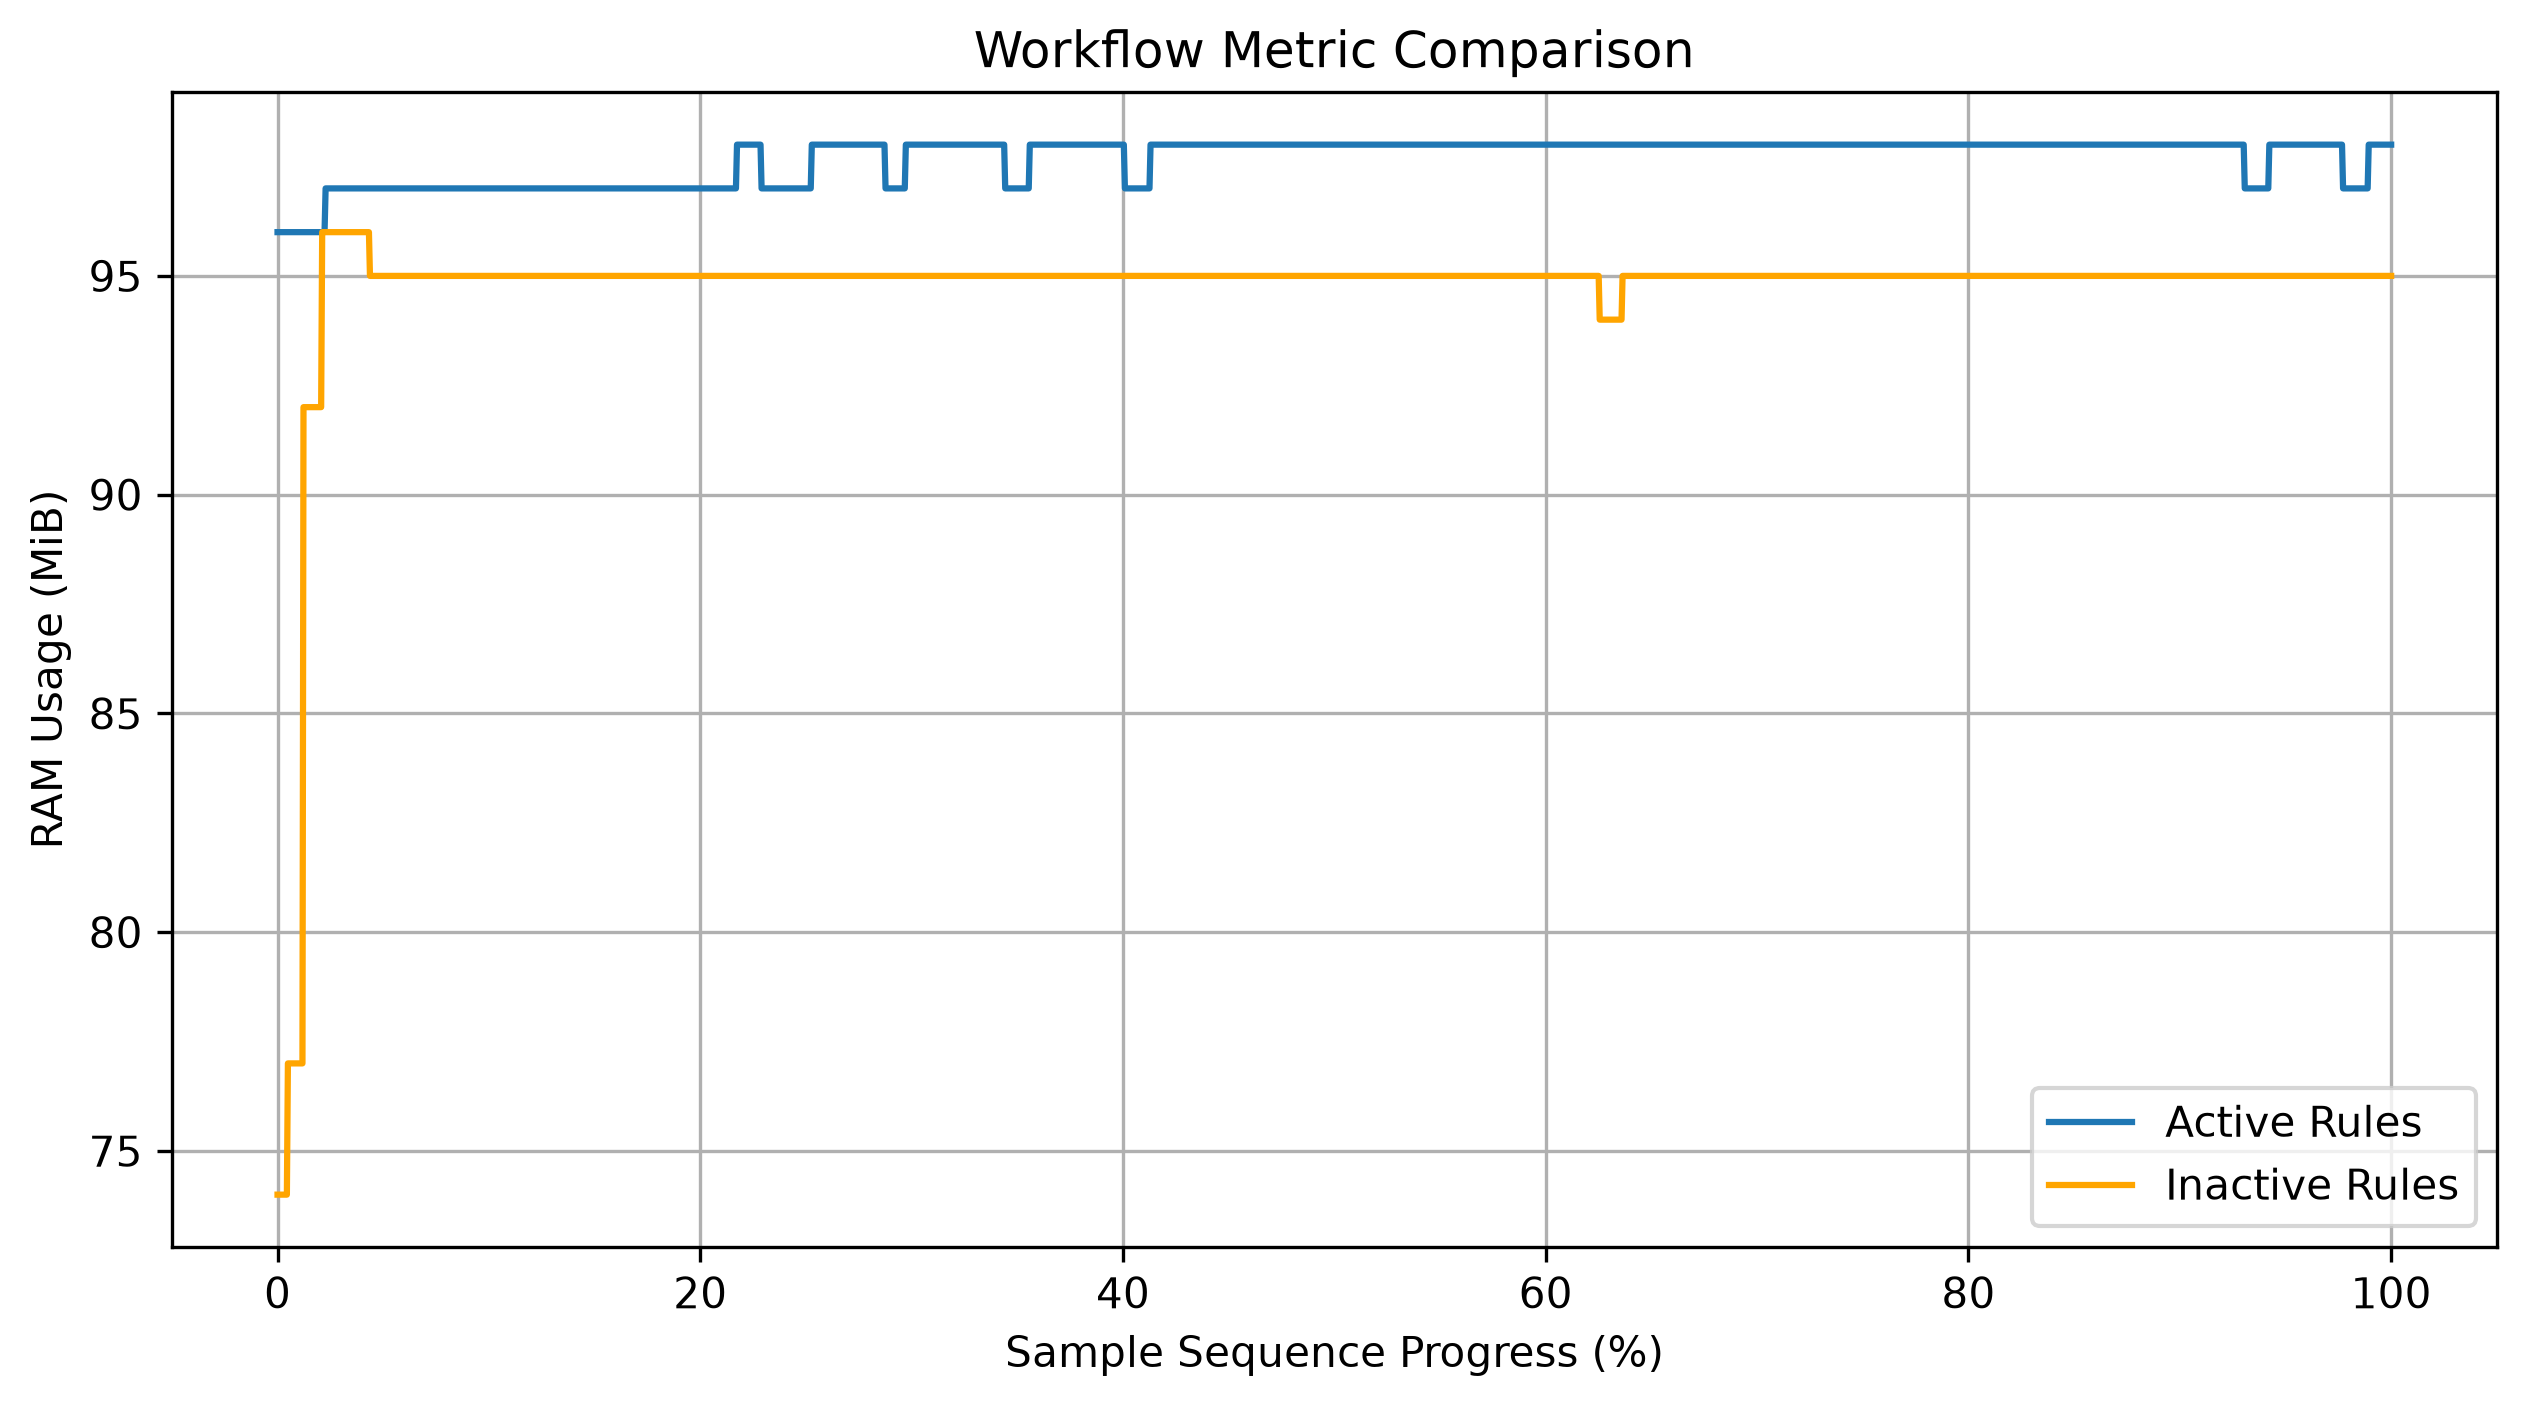 Workflow Metric Comparison
RAM Usage (MiB)
95
90
85
80
75
0 20 40 60 80 100
Sample Sequence Progress (%)
Active Rules
Inactive Rules